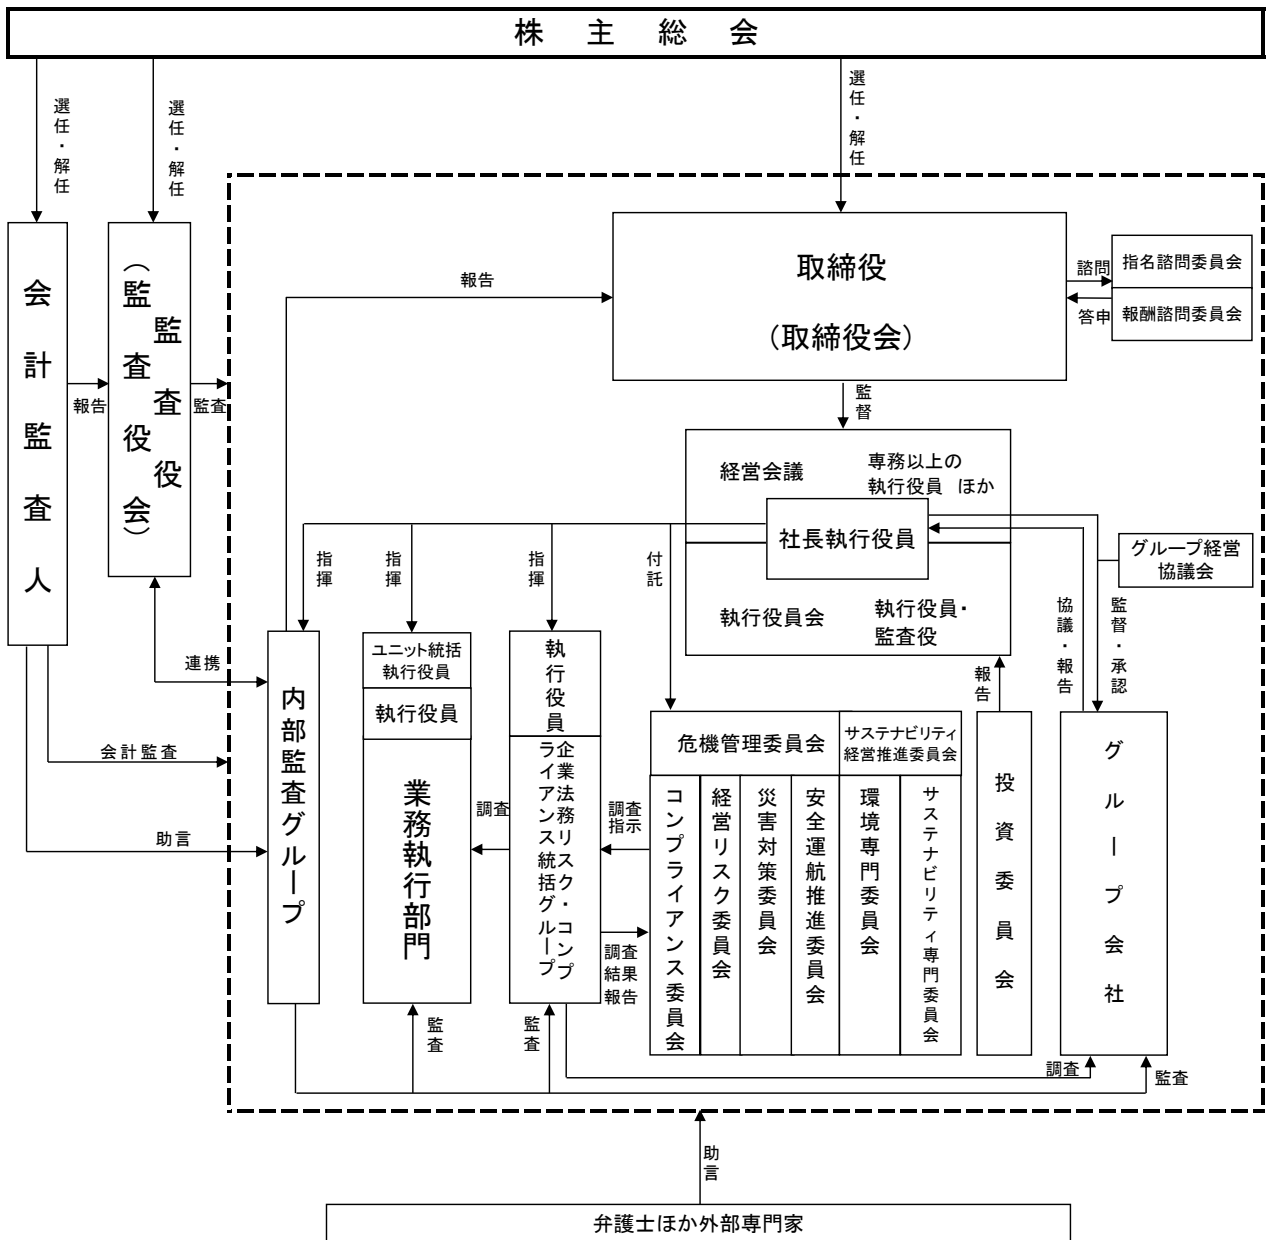 株 主 総 会
選任・解任
選任・解任
選任・解任
会計監査人
報告
監査役
(監査役会)
監査
報告
取締役
(取締役会)
諮問
答申
指名諮問委員会
報酬諮問委員会
監督
経営会議
専務以上の
執行役員 ほか
社長執行役員
執行役員会
執行役員・
監査役
グループ経営
協議会
指揮
指揮
指揮
付託
報告
協議・報告
監督・承認
連携
会計監査
助言
内部監査グループ
ユニット統括
執行役員
執行役員
業務執行部門
調査
執行役員
企業法務リスク・コンプ
ライアンス統括グループ
調査
指示
調査
結果
報告
危機管理委員会
サステナビリティ
経営推進委員会
コンプライアンス委員会
経営リスク委員会
災害対策委員会
安全運航推進委員会
環境専門委員会
サステナビリティ専門委員会
投資委員会
グループ会社
監査
監査
調査
監査
助言
弁護士ほか外部専門家